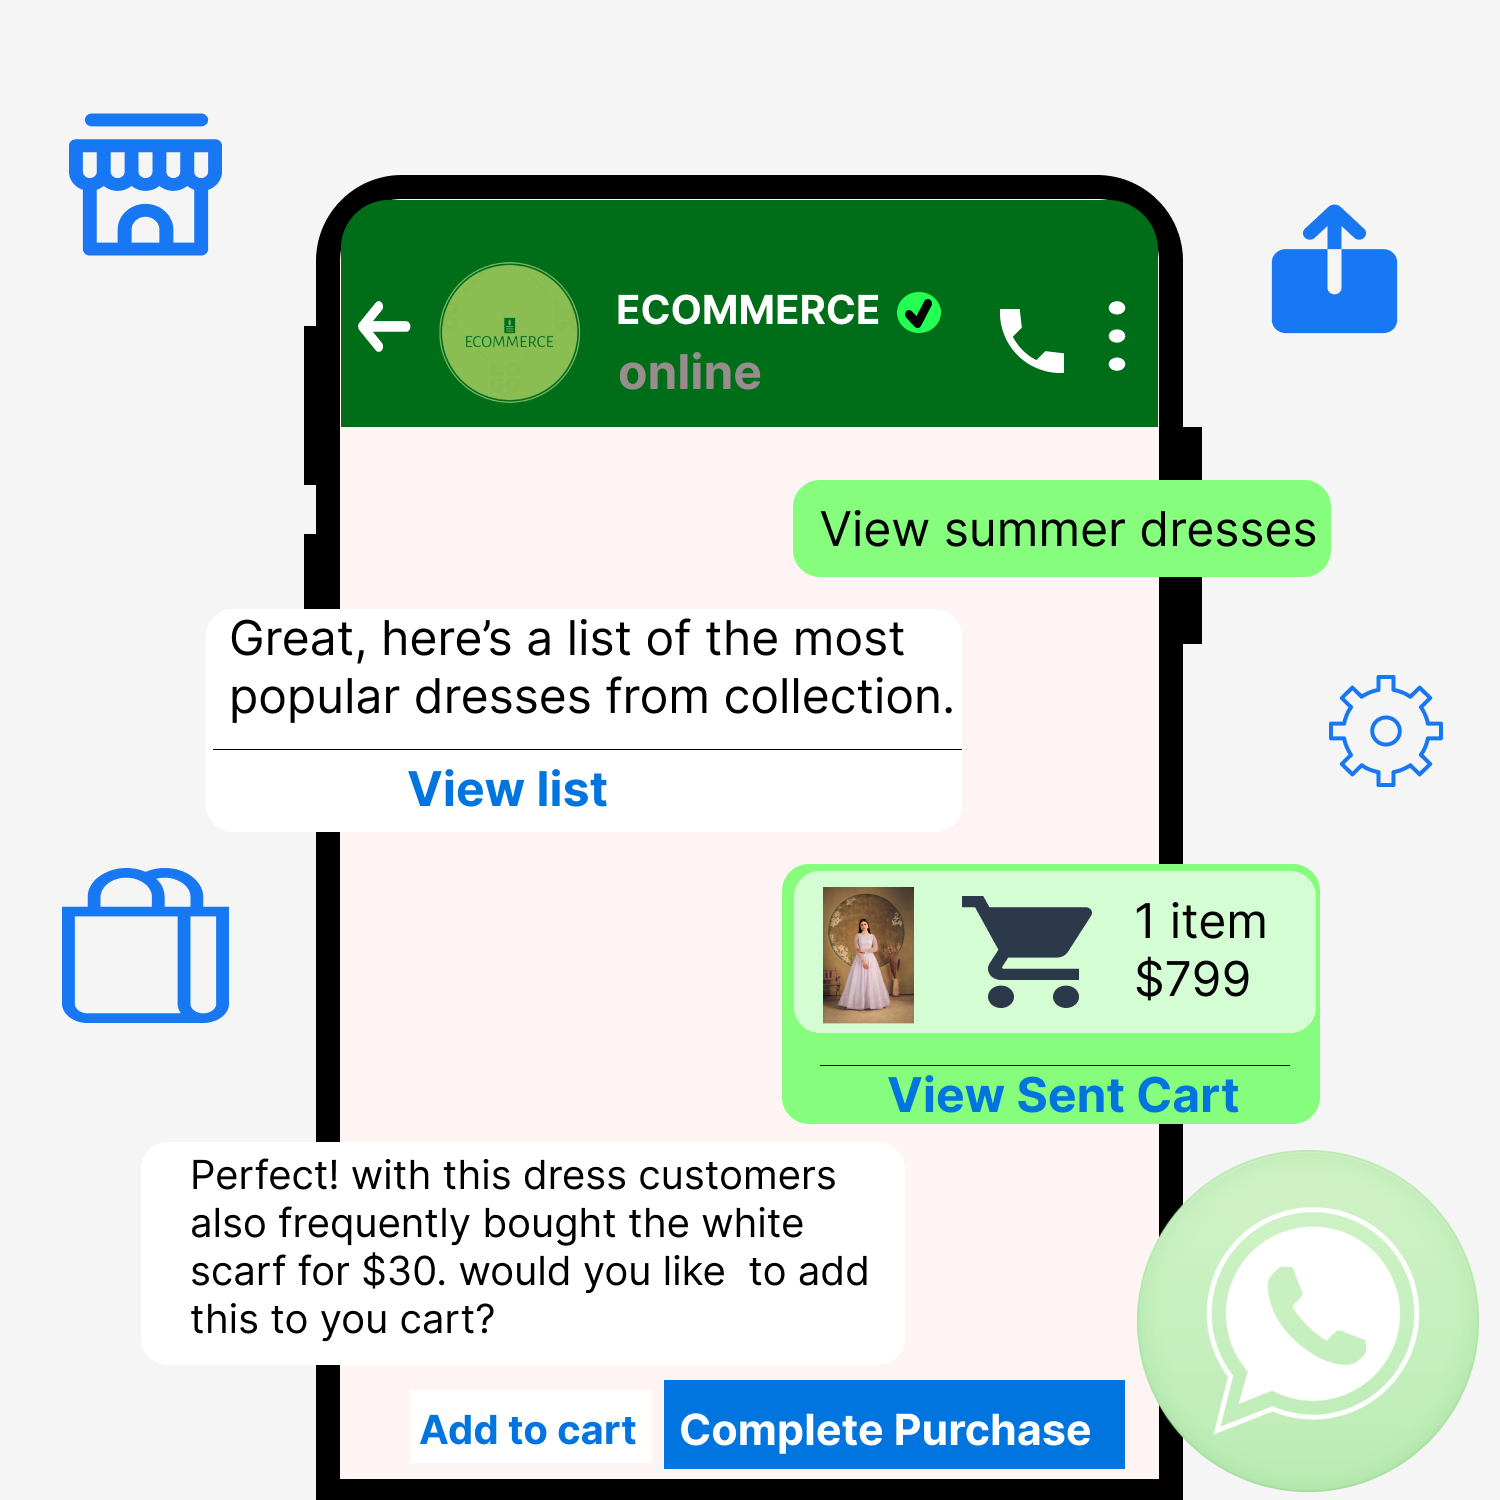 ECOMMERCE
ECOMMERCE
online
View summer dresses
Great, here’s a list of the most
popular dresses from collection.
View list
1 item
$799
View Sent Cart
Perfect! with this dress customers
also frequently bought the white
scarf for $30. would you like  to add
this to you cart?
Add to cart
Complete Purchase